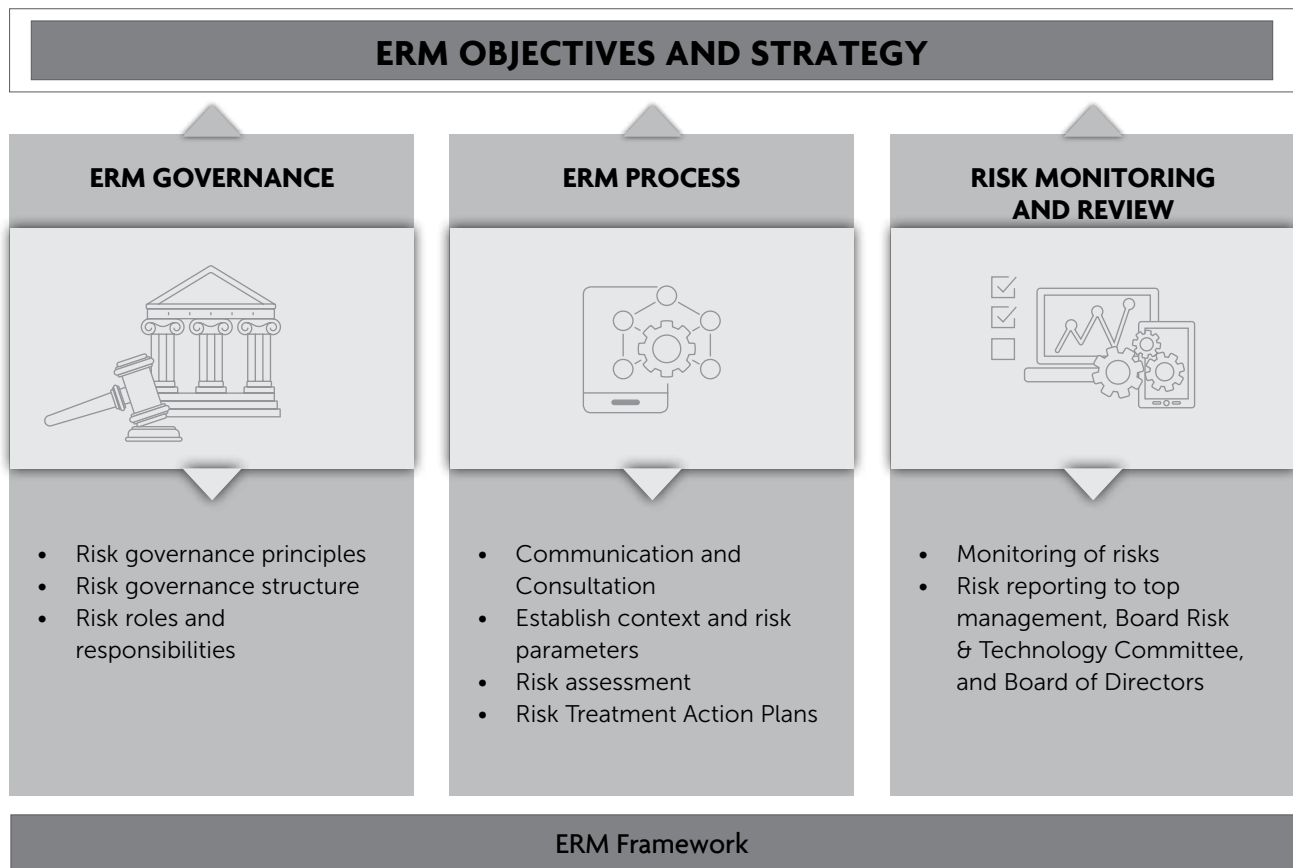 ERM OBJECTIVES AND STRATEGY
ERM GOVERNANCE
• Risk governance principles
• Risk governance structure
• Risk roles and
responsibilities
ERM PROCESS
• Communication and
Consultation
• Establish context and risk
parameters
• Risk assessment
• Risk Treatment Action Plans
RISK MONITORING
AND REVIEW
• Monitoring of risks
• Risk reporting to top
management, Board Risk
& Technology Committee,
and Board of Directors
ERM Framework